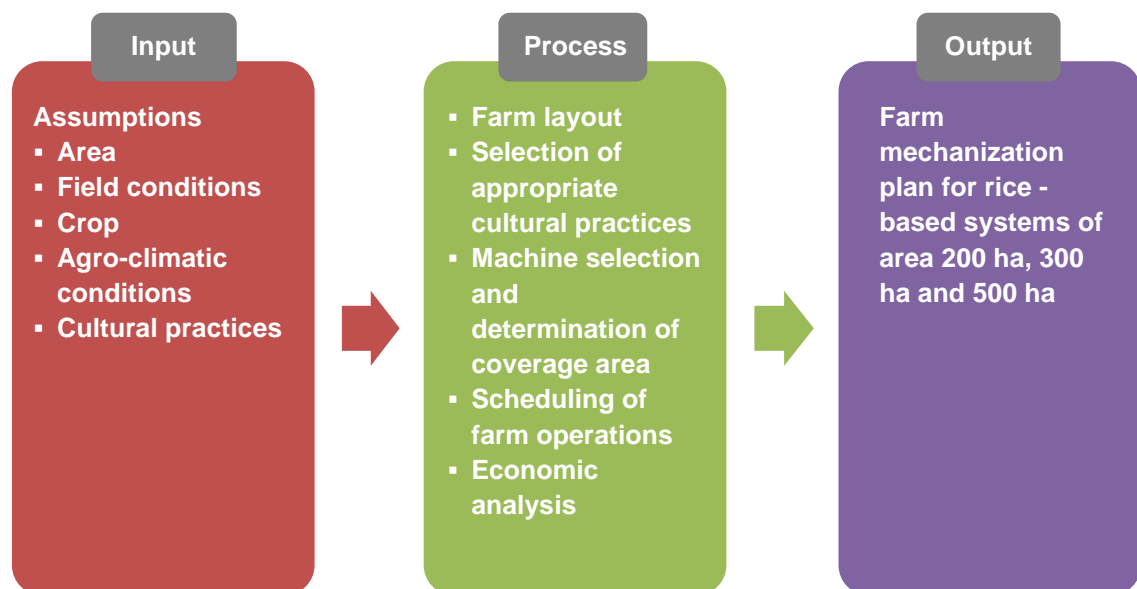 Input
Assumptions
▪ Area
▪ Field conditions
▪ Crop
▪ Agro-climatic
conditions
▪ Cultural practices
Process
▪ Farm layout
▪ Selection of
appropriate
cultural practices
▪ Machine selection
and
determination of
coverage area
▪ Scheduling of
farm operations
▪ Economic
analysis
Output
Farm
mechanization
plan for rice -
based systems of
area 200 ha, 300
ha and 500 ha